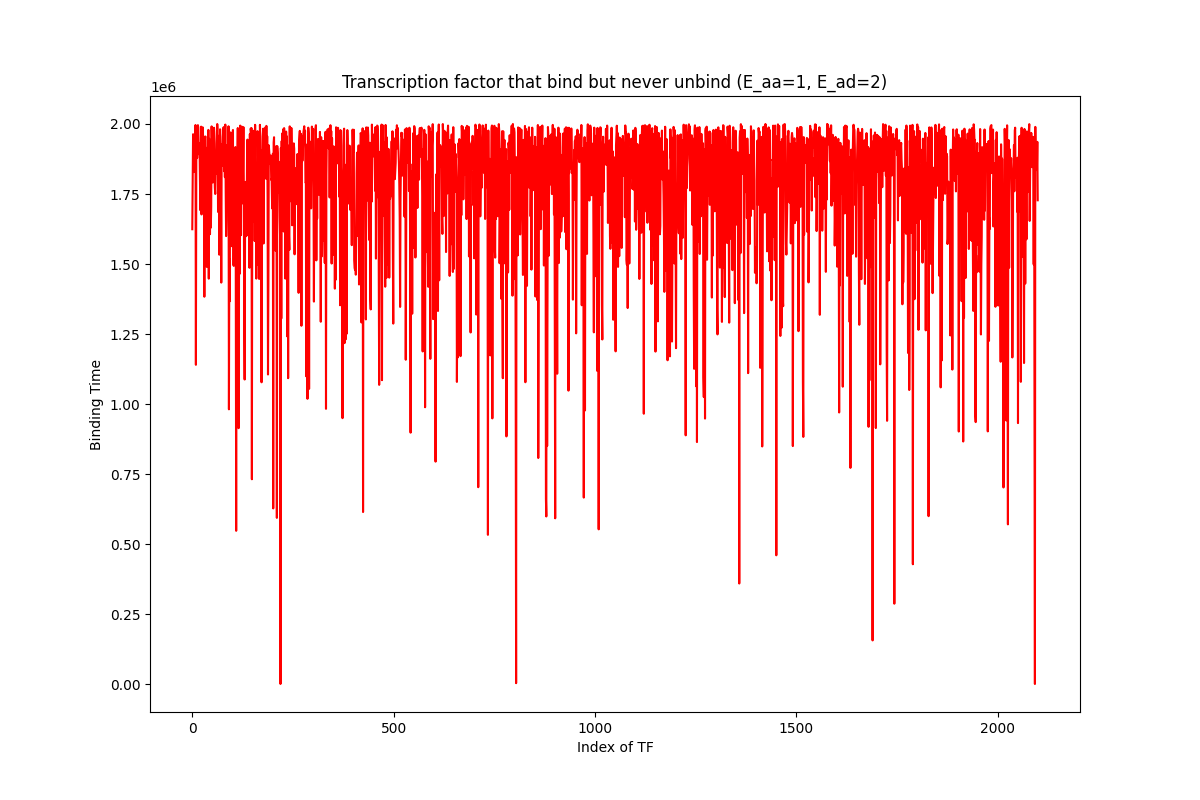 Transcription factor that bind but never unbind (E_aa=1, E_ad=2)
1e6
2.00
1.75
1.50
1.25
1.00
0.75
0.50
0.25
0.00
Binding Time
0 500 1000 1500 2000
Index of TF